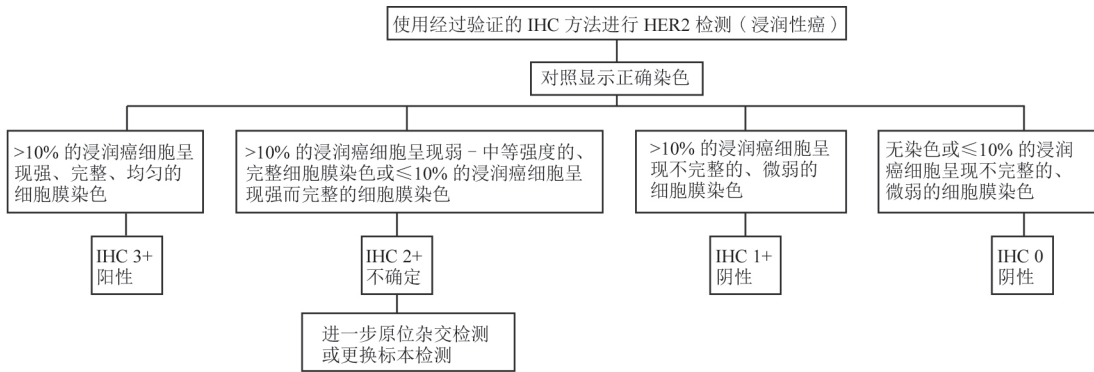 使用经过验证的 IHC 方法进行 HER2 检测（浸润性癌）
对照显示正确染色
>10% 的浸润癌细胞呈
现强、完整、均匀的
细胞膜染色
>10% 的浸润癌细胞呈现弱－中等强度的、
完整细胞膜染色或≤10% 的浸润癌细胞呈
现强而完整的细胞膜染色
>10% 的浸润癌细胞呈
现不完整的、微弱的
细胞膜染色
无染色或≤10% 的浸润
癌细胞呈现不完整的、
微弱的细胞膜染色
IHC 3+
阳性
IHC 2+
不确定
IHC 1+
阴性
IHC 0
阴性
进一步原位杂交检测
或更换标本检测